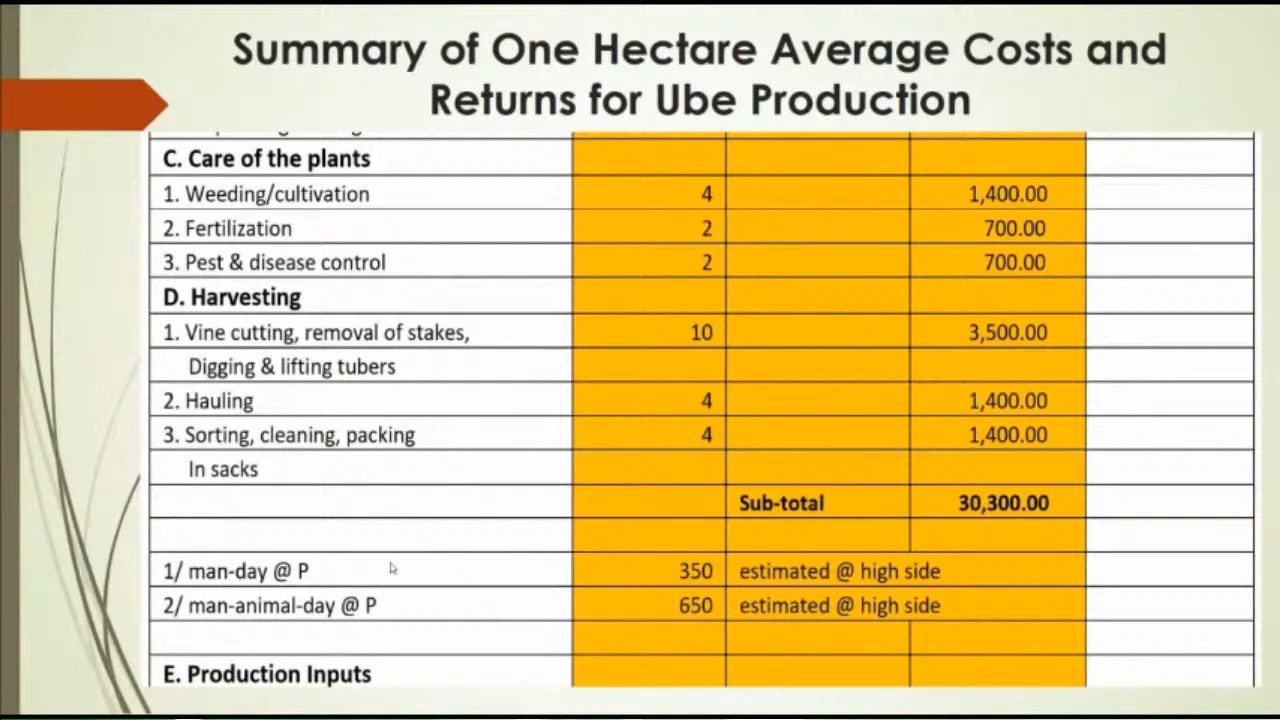 Summary of One Hectare Average Costs and
Returns for Ube Production
C. Care of the plants
1. Weeding/cultivation 4 1,400.00
2. Fertilization 2 700.00
3. Pest & disease control 2 700.00
D. Harvesting
1. Vine cutting, removal of stakes, 10 3,500.00
Digging & lifting tubers
2. Hauling 4 1,400.00
3. Sorting, cleaning, packing 4 1,400.00
In sacks
Sub-total 30,300.00
1/ man-day @ P 350 estimated @ high side
2/ man-animal-day @ P 650 estimated @ high side
E. Production Inputs